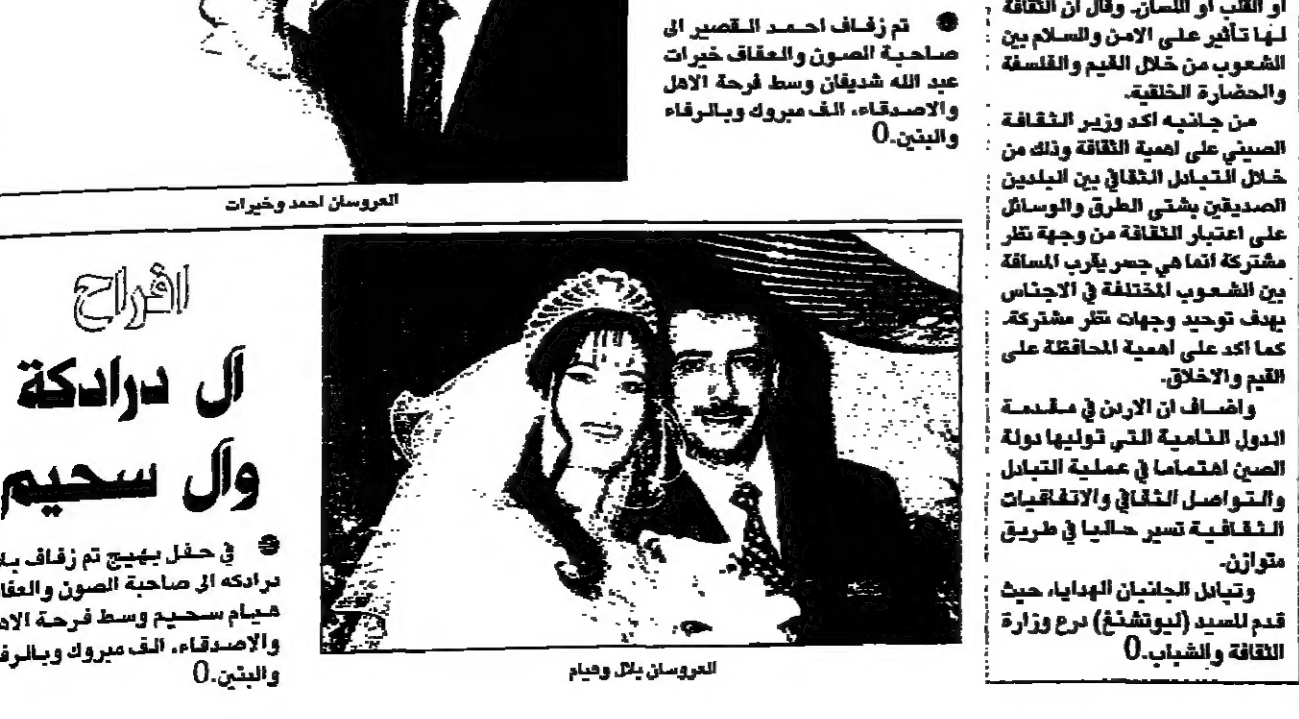 او القلب او اللسان. وقال ان الثقافة
لها تأثير على الامن والسلام بين
الشعوب من خلال القيم والفلسفة
والحضارة الخلقية.
من جانبه اكد وزير الثقافة
الصيني على اهمية الثقافة وذلك من
خلال التبادل الثقافي بين البلدين
الصديقين بشتى الطرق والوسائل
على اعتبار الثقافة من وجهة نظر
مشتركة انما هي جسر يقرب المسافة
بين الشعوب المختلفة في الاجناس
بهدف توحيد وجهات نظر مشتركة.
كما اكد على اهمية المحافظة على
القيم والاخلاق.
واضاف ان الاردن في مقدمة
الدول النامية التي توليها دولة
الصين اهتماما في عملية التبادل
والتواصل الثقافي والاتفاقيات
الثقافية تسير حاليا في طريق
متوازن.
وتبادل الجانبان الهدايا، حيث
قدم للسيد (ليوتشنغ) درع وزارة
الثقافة والشباب.0
تم زفاف احمد القصير الى
صاحبة الصون والعفاف خيرات
عبد الله شديفان وسط فرحة الاهل
والاصدقاء، الف مبروك وبالرفاء
والبنين.0
العروسان احمد وخيرات
العروسان بلال وهيام
افراح
آل درادكة
وآل سحيم
في حفل بهيج تم زفاف بلا
درادكه الى صاحبة الصون والعفا
هيام سحيم وسط فرحة الاه
والاصدقاء، الف مبروك وبالرف
والبنين.0